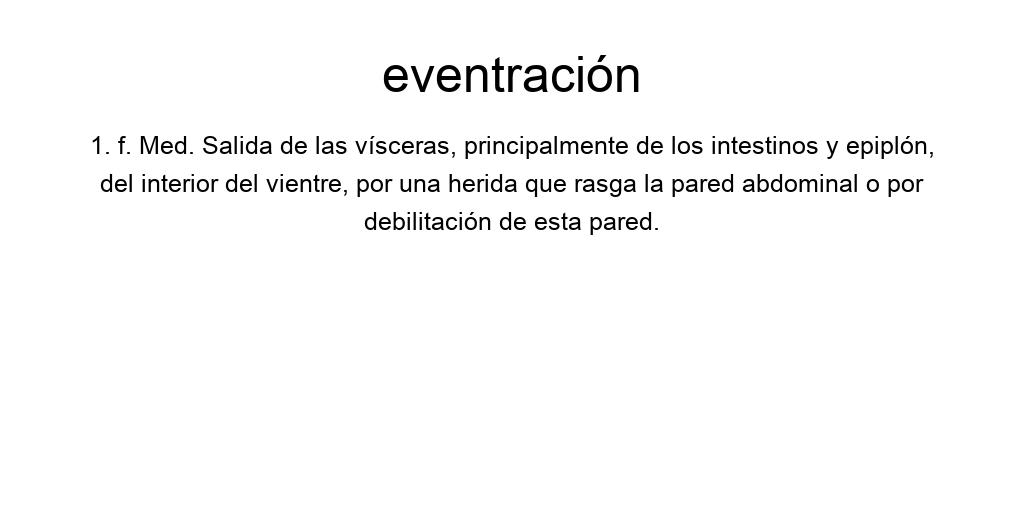 eventración
1. f. Med. Salida de las vísceras, principalmente de los intestinos y epiplón,
del interior del vientre, por una herida que rasga la pared abdominal o por
debilitación de esta pared.